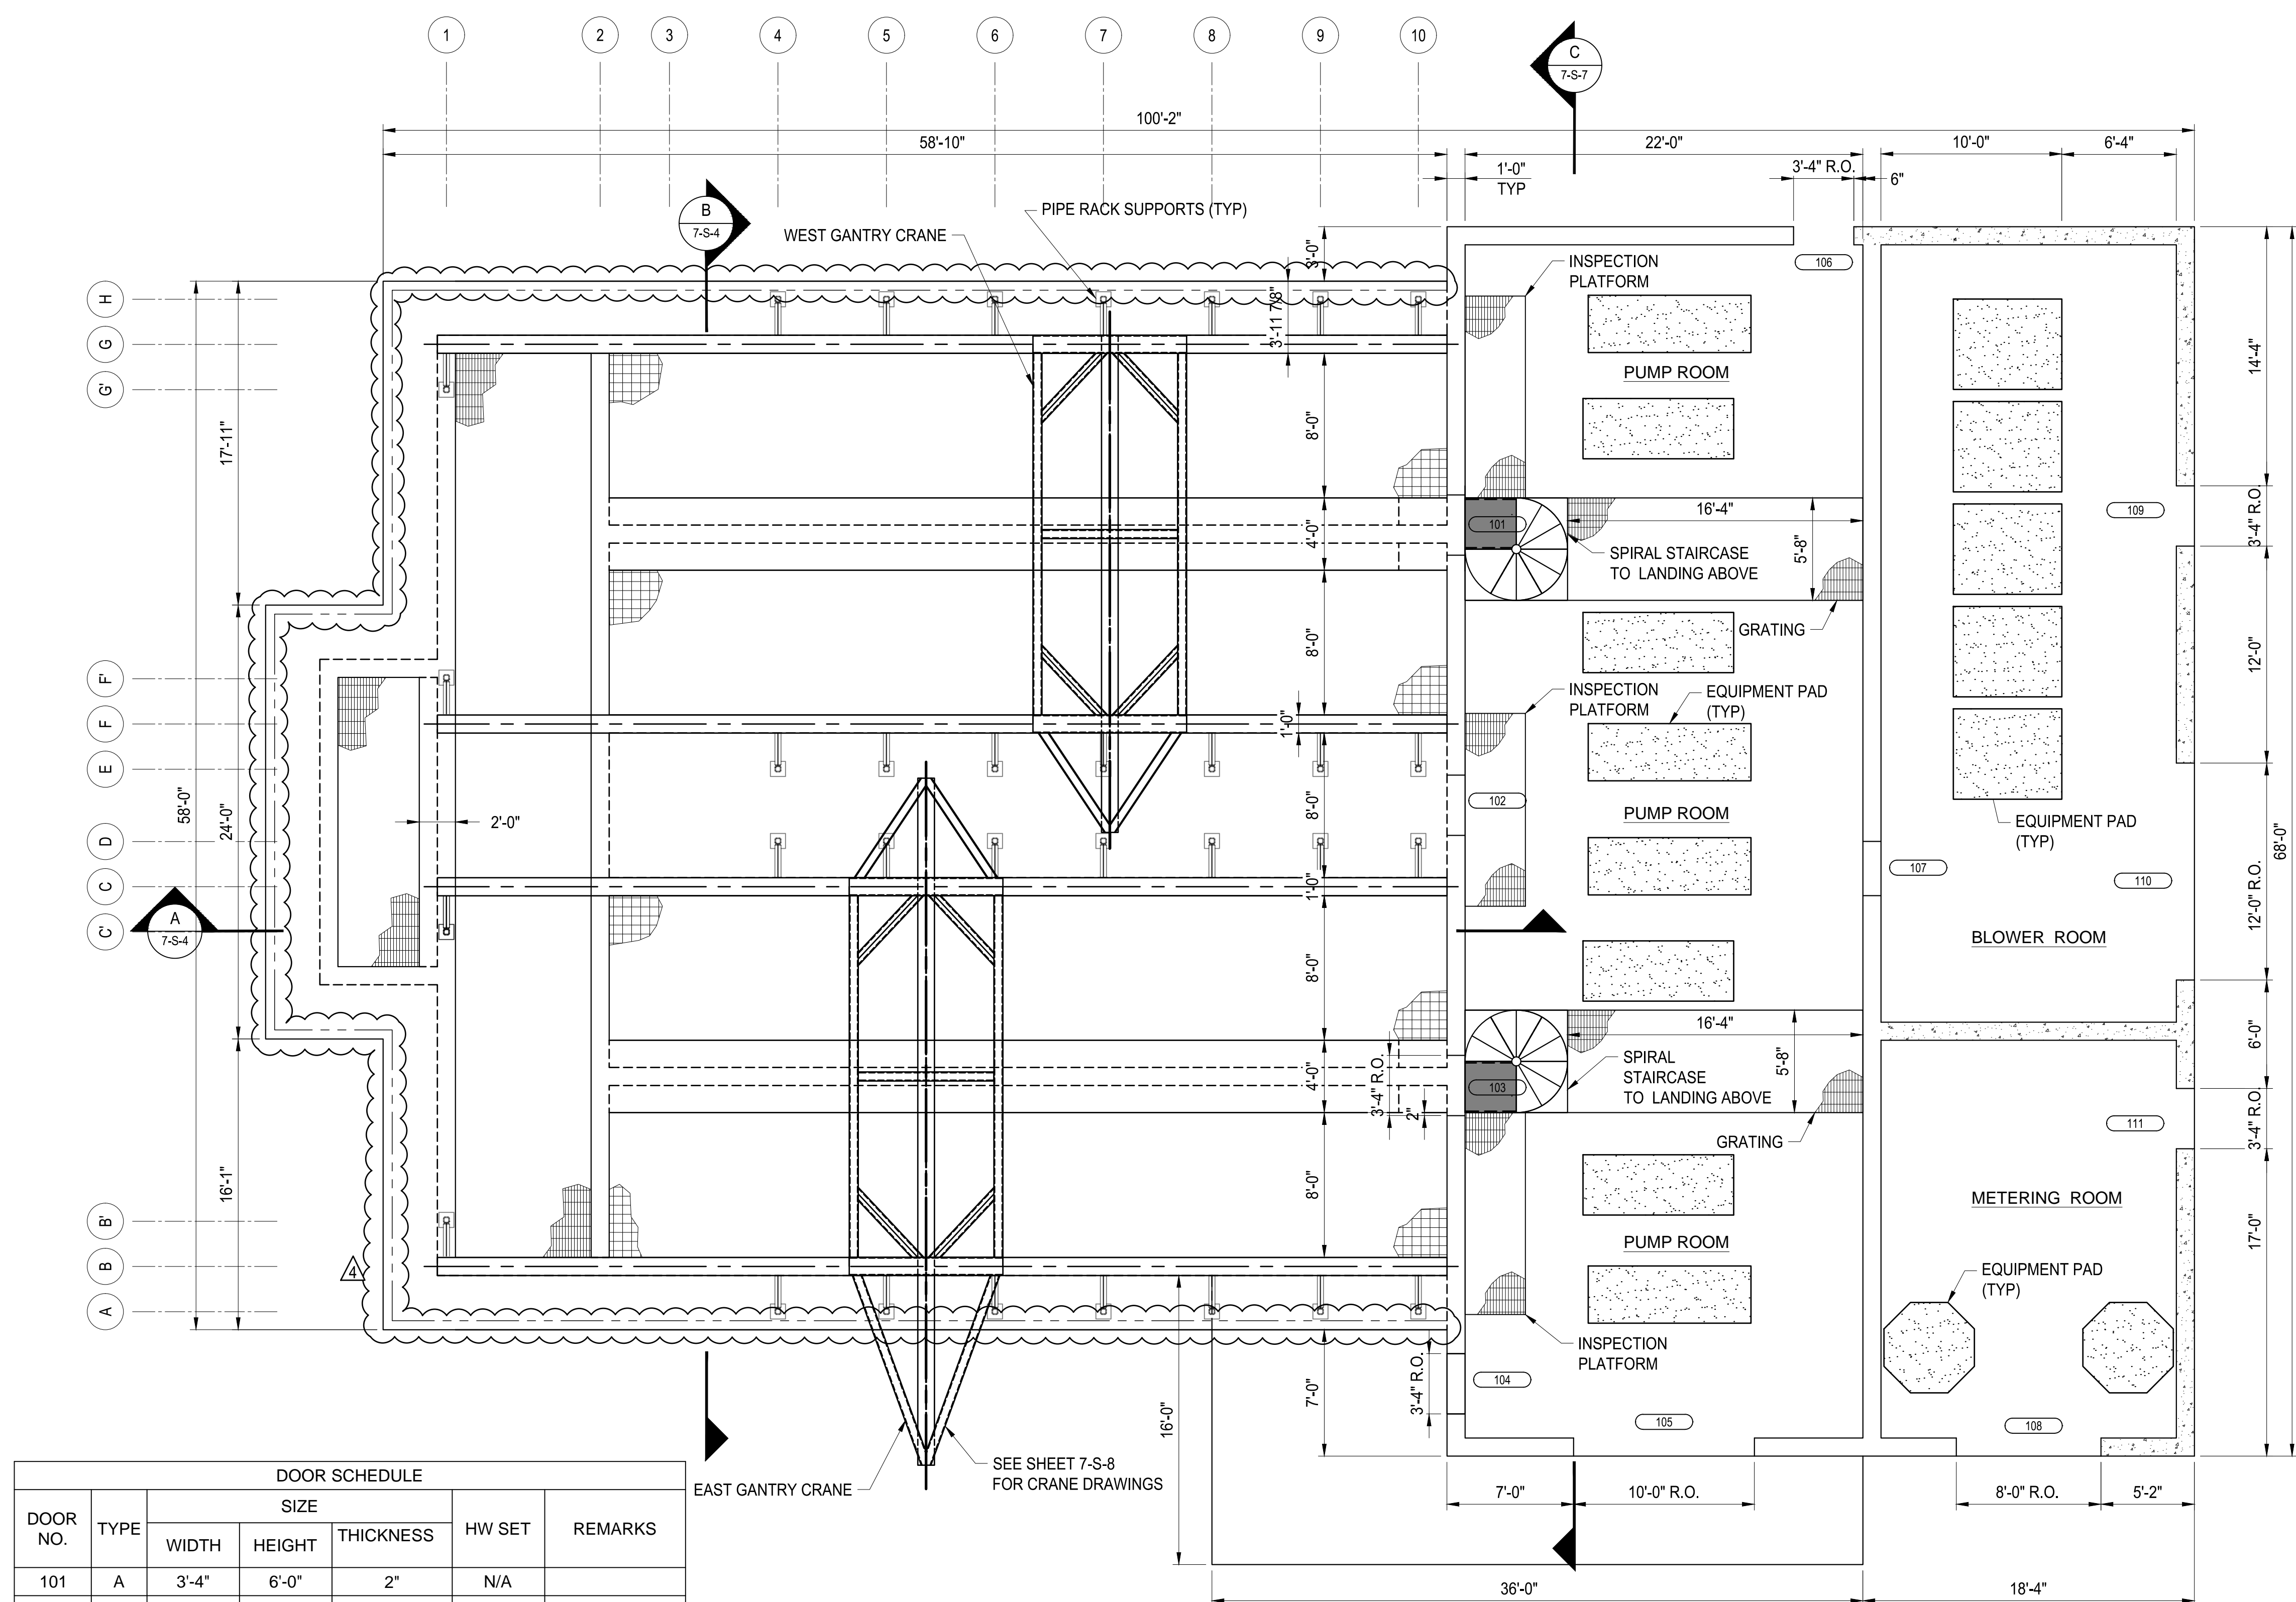 1
2
3
4
5
6
7
8
9
10
C
7-S-7
100'-2"
58'-10"
22'-0"
10'-0"
6'-4"
1'-0"
TYP
3'-4" R.O.
6"
B
7-S-4
WEST GANTRY CRANE
PIPE RACK SUPPORTS (TYP)
3'-0"
3'-11 7/8"
INSPECTION
PLATFORM
106
H
G
G'
17'-11"
PUMP ROOM
8'-0"
14'-4"
4'-0"
101
16'-4"
SPIRAL STAIRCASE
TO LANDING ABOVE
5'-8"
109
3'-4" R.O.
8'-0"
GRATING
12'-0"
F'
F
E
D
C
C'
A
7-S-4
58'-0"
24'-0"
2'-0"
1'-0"
8'-0"
1'-0"
INSPECTION
PLATFORM
EQUIPMENT PAD
(TYP)
102
PUMP ROOM
EQUIPMENT PAD
(TYP)
68'-0"
107
110
12'-0" R.O.
BLOWER ROOM
8'-0"
16'-4"
6'-0"
4'-0"
3'-4" R.O.
2"
103
SPIRAL
STAIRCASE
TO LANDING ABOVE
5'-8"
GRATING
111
3'-4" R.O.
16'-1"
8'-0"
METERING ROOM
B'
B
A
4
PUMP ROOM
EQUIPMENT PAD
(TYP)
17'-0"
INSPECTION
PLATFORM
104
105
108
7'-0"
3'-4" R.O.
16'-0"
EAST GANTRY CRANE
SEE SHEET 7-S-8
FOR CRANE DRAWINGS
7'-0"
10'-0" R.O.
8'-0" R.O.
5'-2"
36'-0"
18'-4"
DOOR SCHEDULE
DOOR
NO.
TYPE
SIZE
WIDTH
HEIGHT
THICKNESS
HW SET
REMARKS
101
A
3'-4"
6'-0"
2"
N/A